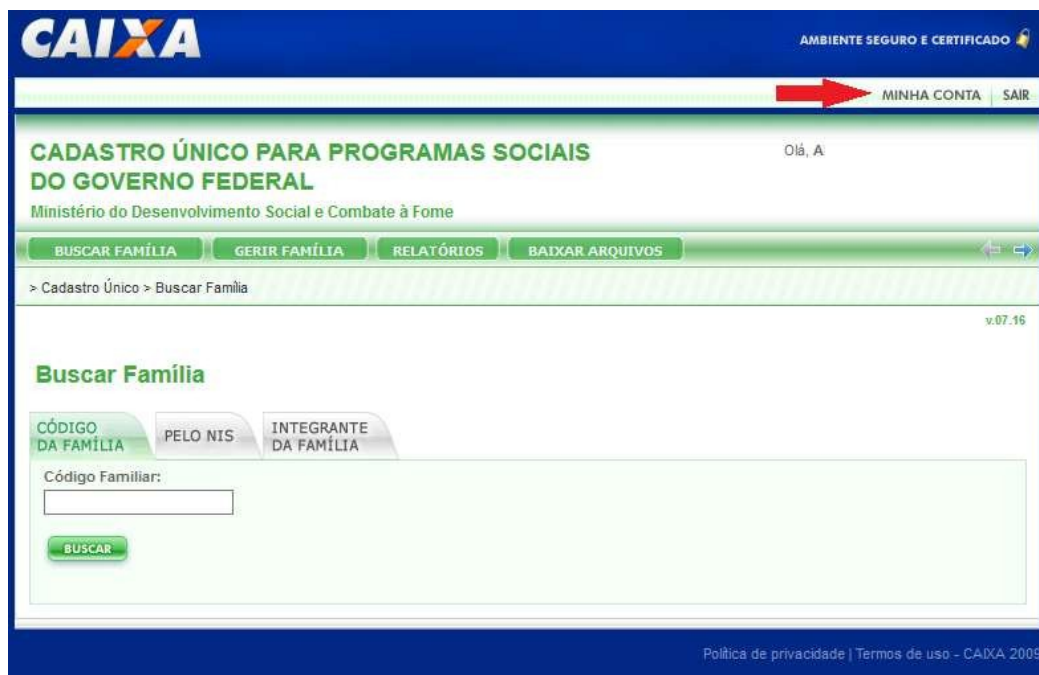 CAIXA
AMBIENTE SEGURO E CERTIFICADO
MINHA CONTA | SAIR
CADASTRO ÚNICO PARA PROGRAMAS SOCIAIS
DO GOVERNO FEDERAL
Olá, A
Ministério do Desenvolvimento Social e Combate à Fome
BUSCAR FAMÍLIA GERIR FAMÍLIA RELATÓRIOS BAIXAR ARQUIVOS
> Cadastro Único > Buscar Família
v.07.16
Buscar Família
CÓDIGO
DA FAMÍLIA
PELO NIS
INTEGRANTE
DA FAMÍLIA
Código Familiar:
BUSCAR
Política de privacidade | Termos de uso - CAIXA 2009